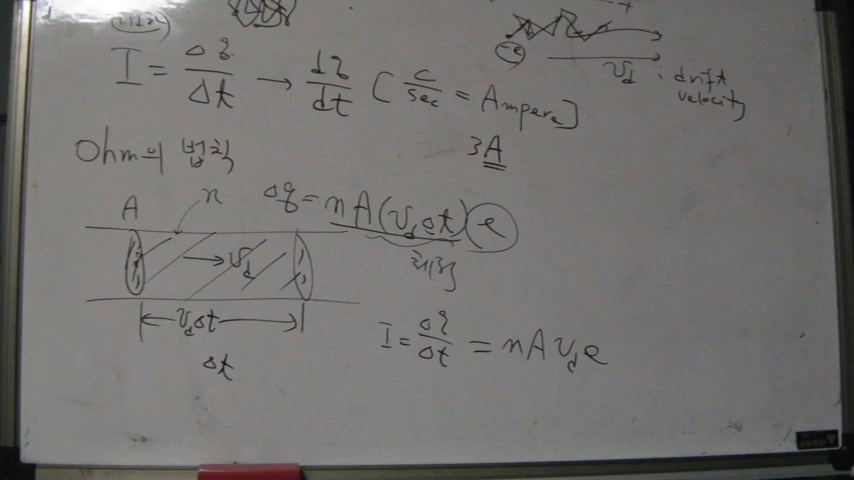 I = Δq/Δt → dq/dt [c/sec = Ampere]
-e
v_d : drift
velocity
Ohm의 법칙
3A
A
n
Δq = nA(v_dΔt)(e)
v_d
체적
v_dΔt
I = Δq/Δt = nAv_de
Δt